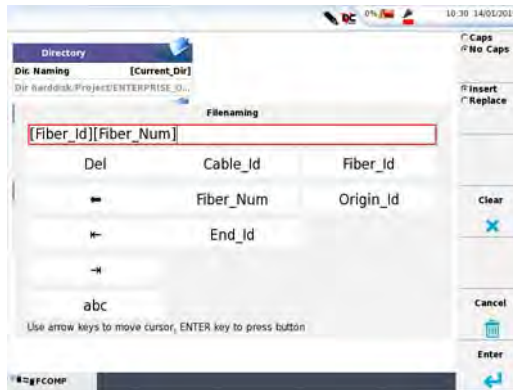 DC 0% 10:30 14/01/201
Caps
No Caps
Directory
Dir. Naming [Current_Dir]
Dir Harddisk/Project/ENTERPRISE_O...
Insert
Replace
Filenaming
[Fiber_Id][Fiber_Num]
Del Cable_Id Fiber_Id
Fiber_Num Origin_Id
Clear
End_Id
abc
Cancel
Use arrow keys to move cursor, ENTER key to press button
Enter
FCOMP